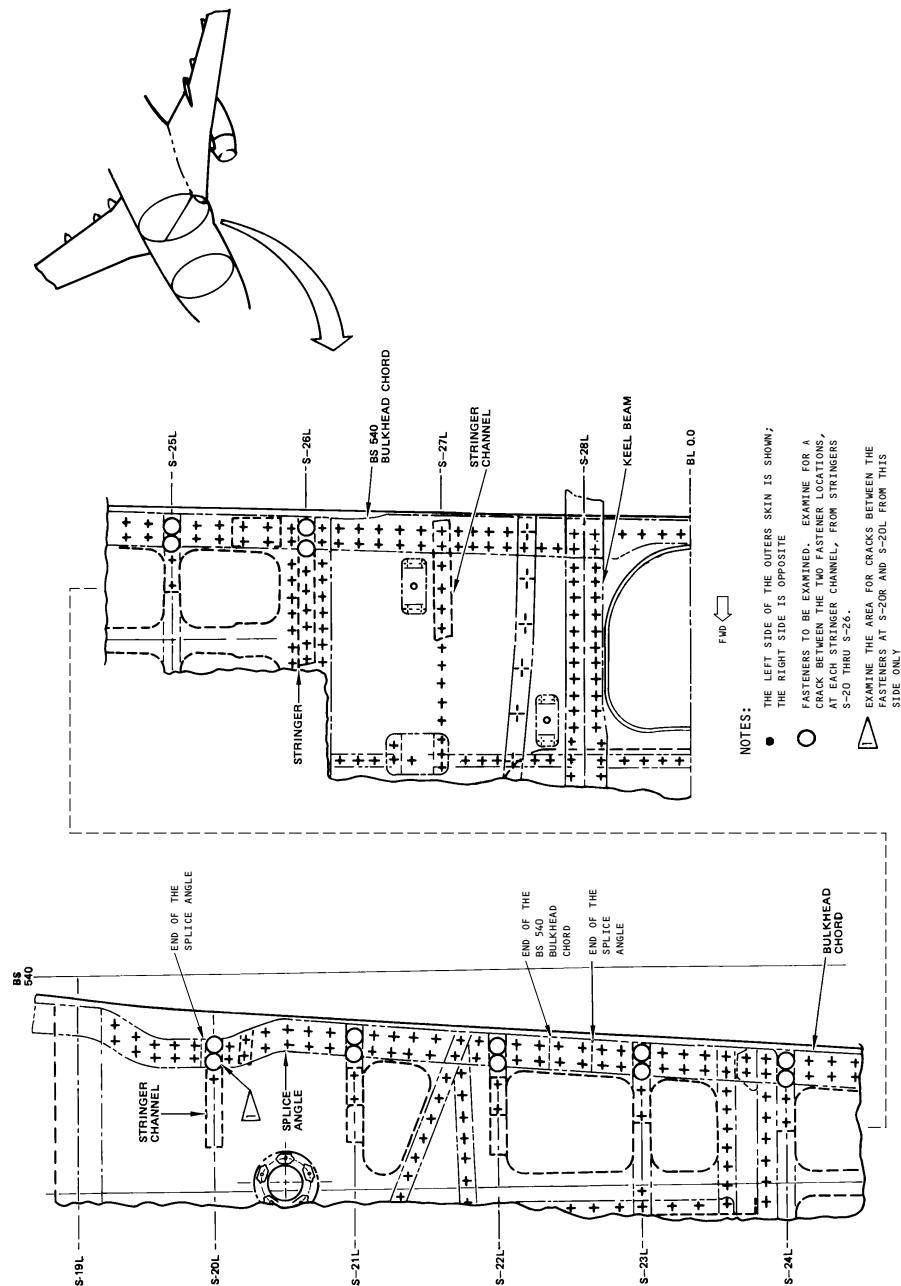 BS
540
END OF THE
SPLICE ANGLE
STRINGER
CHANNEL
SPLICE
ANGLE
END OF THE
BS 540
BULKHEAD
CHORD
END OF THE
SPLICE
ANGLE
BULKHEAD
CHORD
S-19L
S-20L
S-21L
S-22L
S-23L
S-24L
1
S-25L
S-26L
BS 540
BULKHEAD CHORD
S-27L
STRINGER
CHANNEL
STRINGER
S-28L
KEEL BEAM
BL 0.0
FWD
NOTES:
• THE LEFT SIDE OF THE OUTERS SKIN IS SHOWN;
THE RIGHT SIDE IS OPPOSITE
FASTENERS TO BE EXAMINED. EXAMINE FOR A
CRACK BETWEEN THE TWO FASTENER LOCATIONS,
AT EACH STRINGER CHANNEL, FROM STRINGERS
S-20 THRU S-26.
1 EXAMINE THE AREA FOR CRACKS BETWEEN THE
FASTENERS AT S-20R AND S-20L FROM THIS
SIDE ONLY